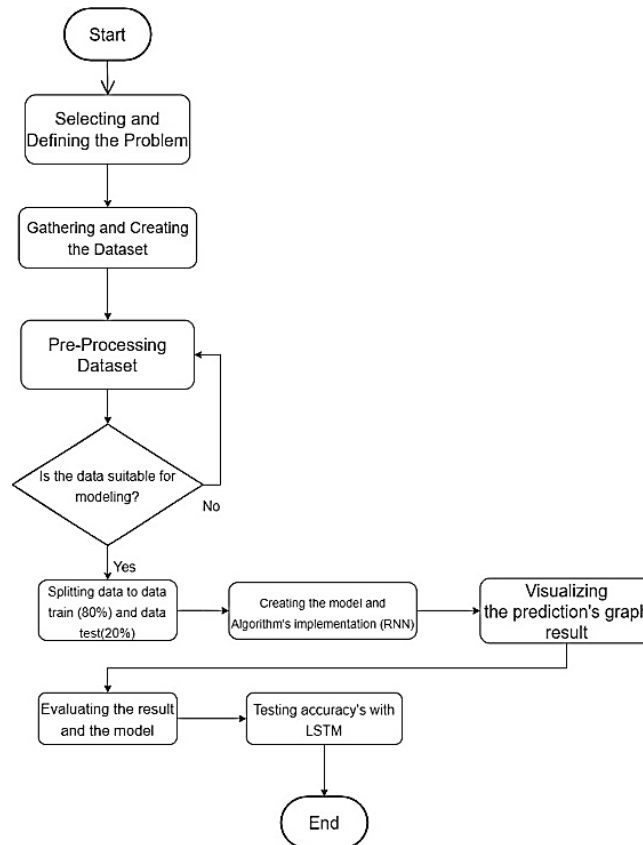 Start
Selecting and
Defining the Problem
Gathering and Creating
the Dataset
Pre-Processing
Dataset
Is the data suitable for
modeling?
No
Yes
Splitting data to data
train (80%) and data
test(20%)
Creating the model and
Algorithm's implementation (RNN)
Visualizing
the prediction's graph
result
Evaluating the result
and the model
Testing accuracy's with
LSTM
End